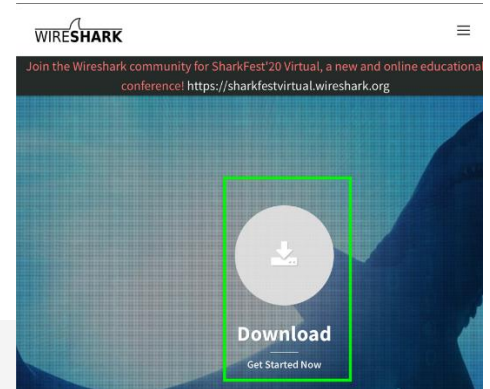 WIRESHARK
Join the Wireshark community for SharkFest'20 Virtual, a new and online educational
conference! https://sharkfestvirtual.wireshark.org
Download
Get Started Now